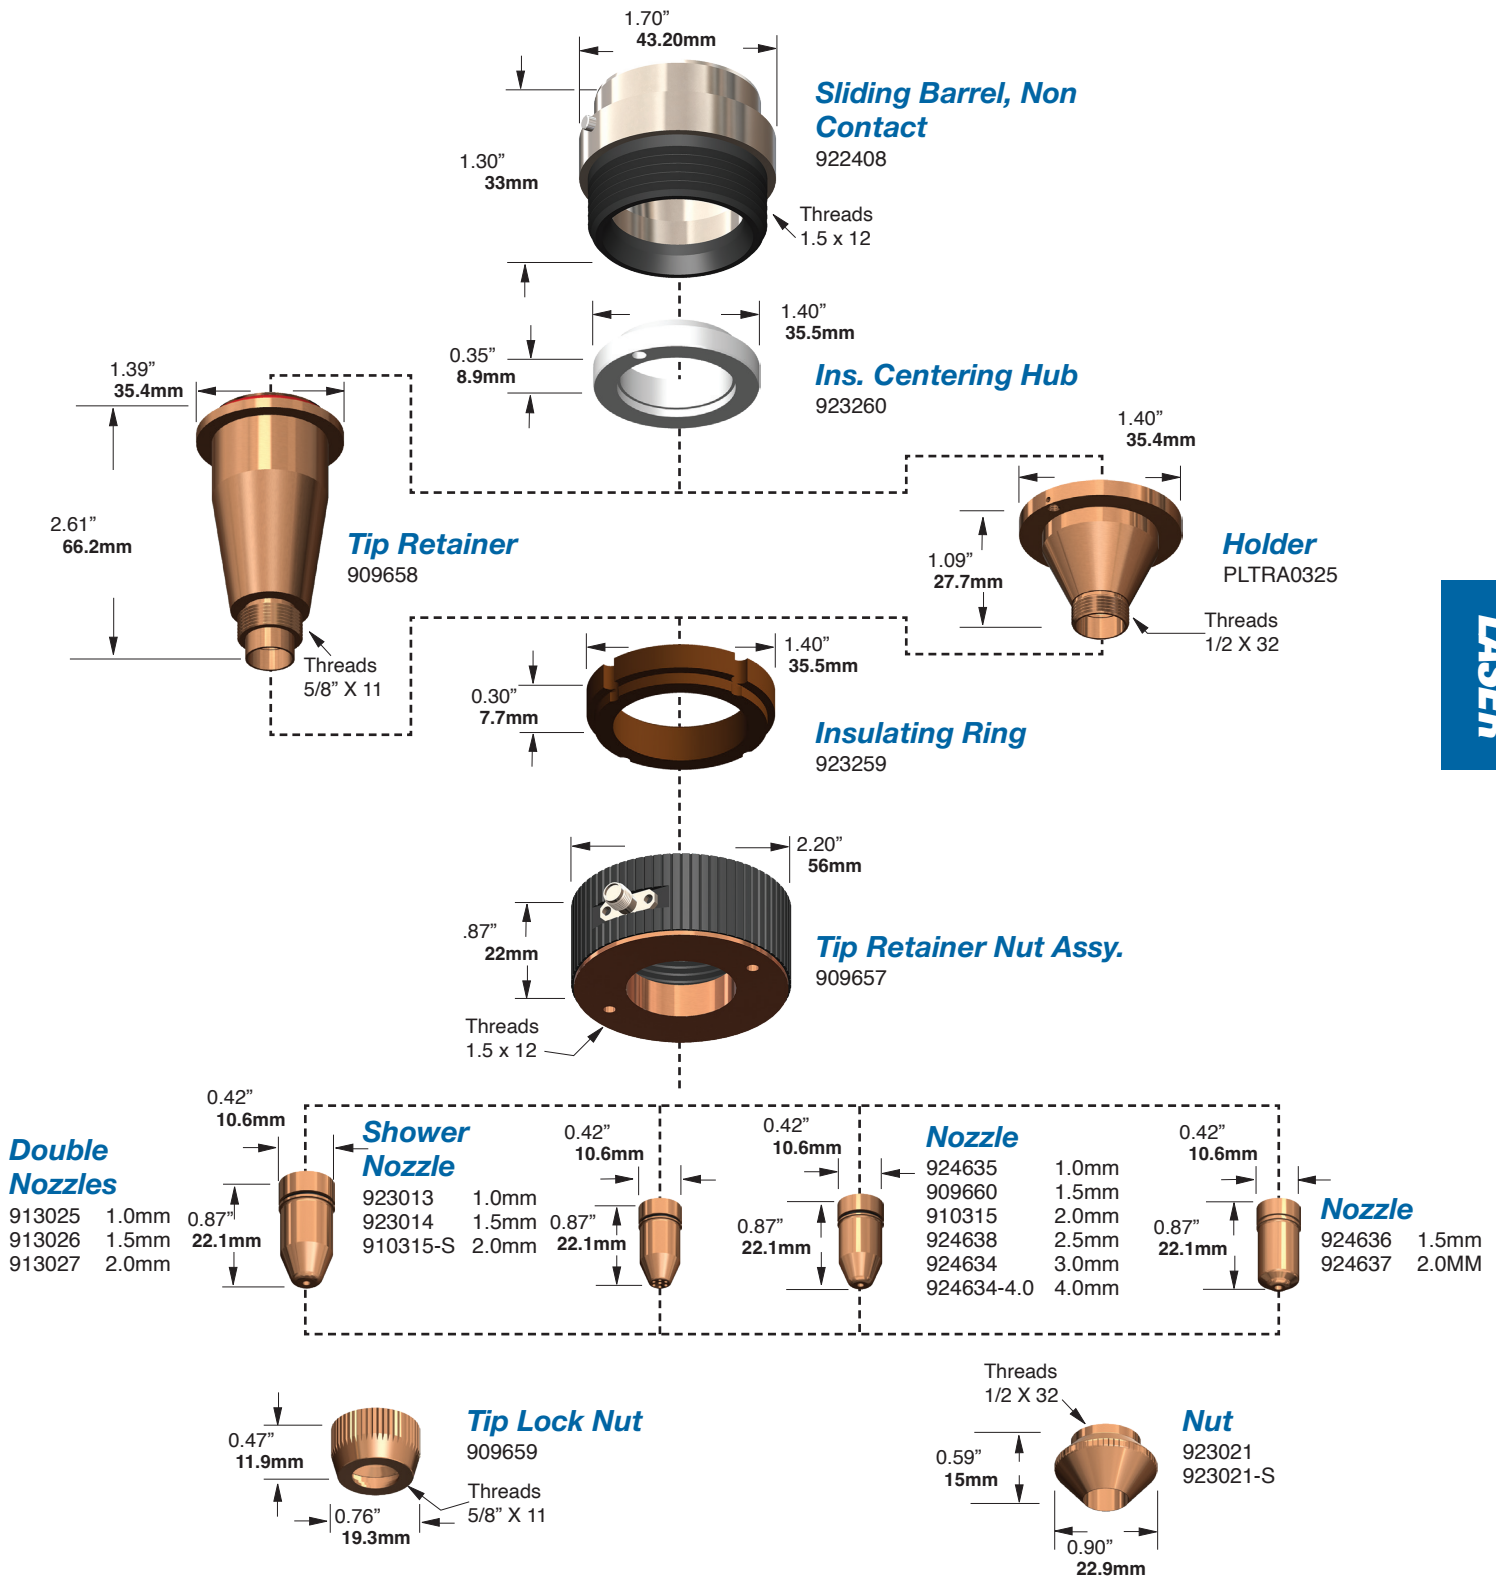 1.70”
43.20mm
Sliding Barrel, Non
Contact
922408
1.30”
33mm
Threads
1.5 x 12
1.40”
35.5mm
0.35”
8.9mm
Ins. Centering Hub
923260
1.39”
35.4mm
1.40”
35.4mm
2.61”
66.2mm
Tip Retainer
909658
1.09”
27.7mm
Holder
PLTRA0325
Threads
1/2 X 32
Threads
5/8” X 11
1.40”
35.5mm
0.30”
7.7mm
Insulating Ring
923259
LASER
2.20”
56mm
.87”
22mm
Tip Retainer Nut Assy.
909657
Threads
1.5 x 12
Double
Nozzles
913025 1.0mm
913026 1.5mm
913027 2.0mm
0.42”
10.6mm
0.87”
22.1mm
Shower
Nozzle
923013 1.0mm
923014 1.5mm
910315-S 2.0mm
0.42”
10.6mm
0.87”
22.1mm
0.42”
10.6mm
0.87”
22.1mm
Nozzle
924635 1.0mm
909660 1.5mm
910315 2.0mm
924638 2.5mm
924634 3.0mm
924634-4.0 4.0mm
0.42”
10.6mm
0.87”
22.1mm
Nozzle
924636 1.5mm
924637 2.0MM
0.47”
11.9mm
Tip Lock Nut
909659
Threads
5/8” X 11
0.76”
19.3mm
Threads
1/2 X 32
0.59”
15mm
Nut
923021
923021-S
0.90”
22.9mm